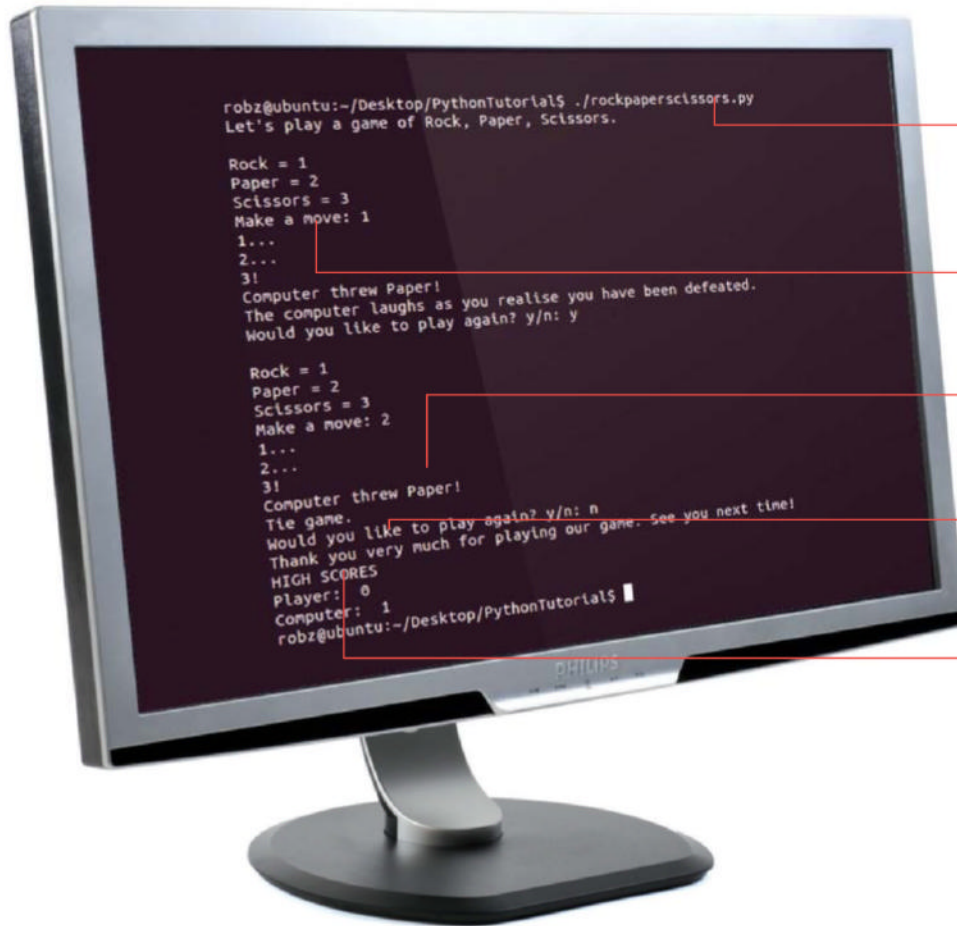 robz@ubuntu:~/Desktop/PythonTutorial$ ./rockpaperscissors.py
Let's play a game of Rock, Paper, Scissors.
Rock = 1
Paper = 2
Scissors = 3
Make a move: 1
1...
2...
3!
Computer threw Paper!
The computer laughs as you realise you have been defeated.
Would you like to play again? y/n: y
Rock = 1
Paper = 2
Scissors = 3
Make a move: 2
1...
2...
3!
Computer threw Paper!
Tie game.
Would you like to play again? y/n: n
Thank you very much for playing our game. See you next time!
HIGH SCORES
Player: 0
Computer: 1
robz@ubuntu:~/Desktop/PythonTutorial$
PHILIPS